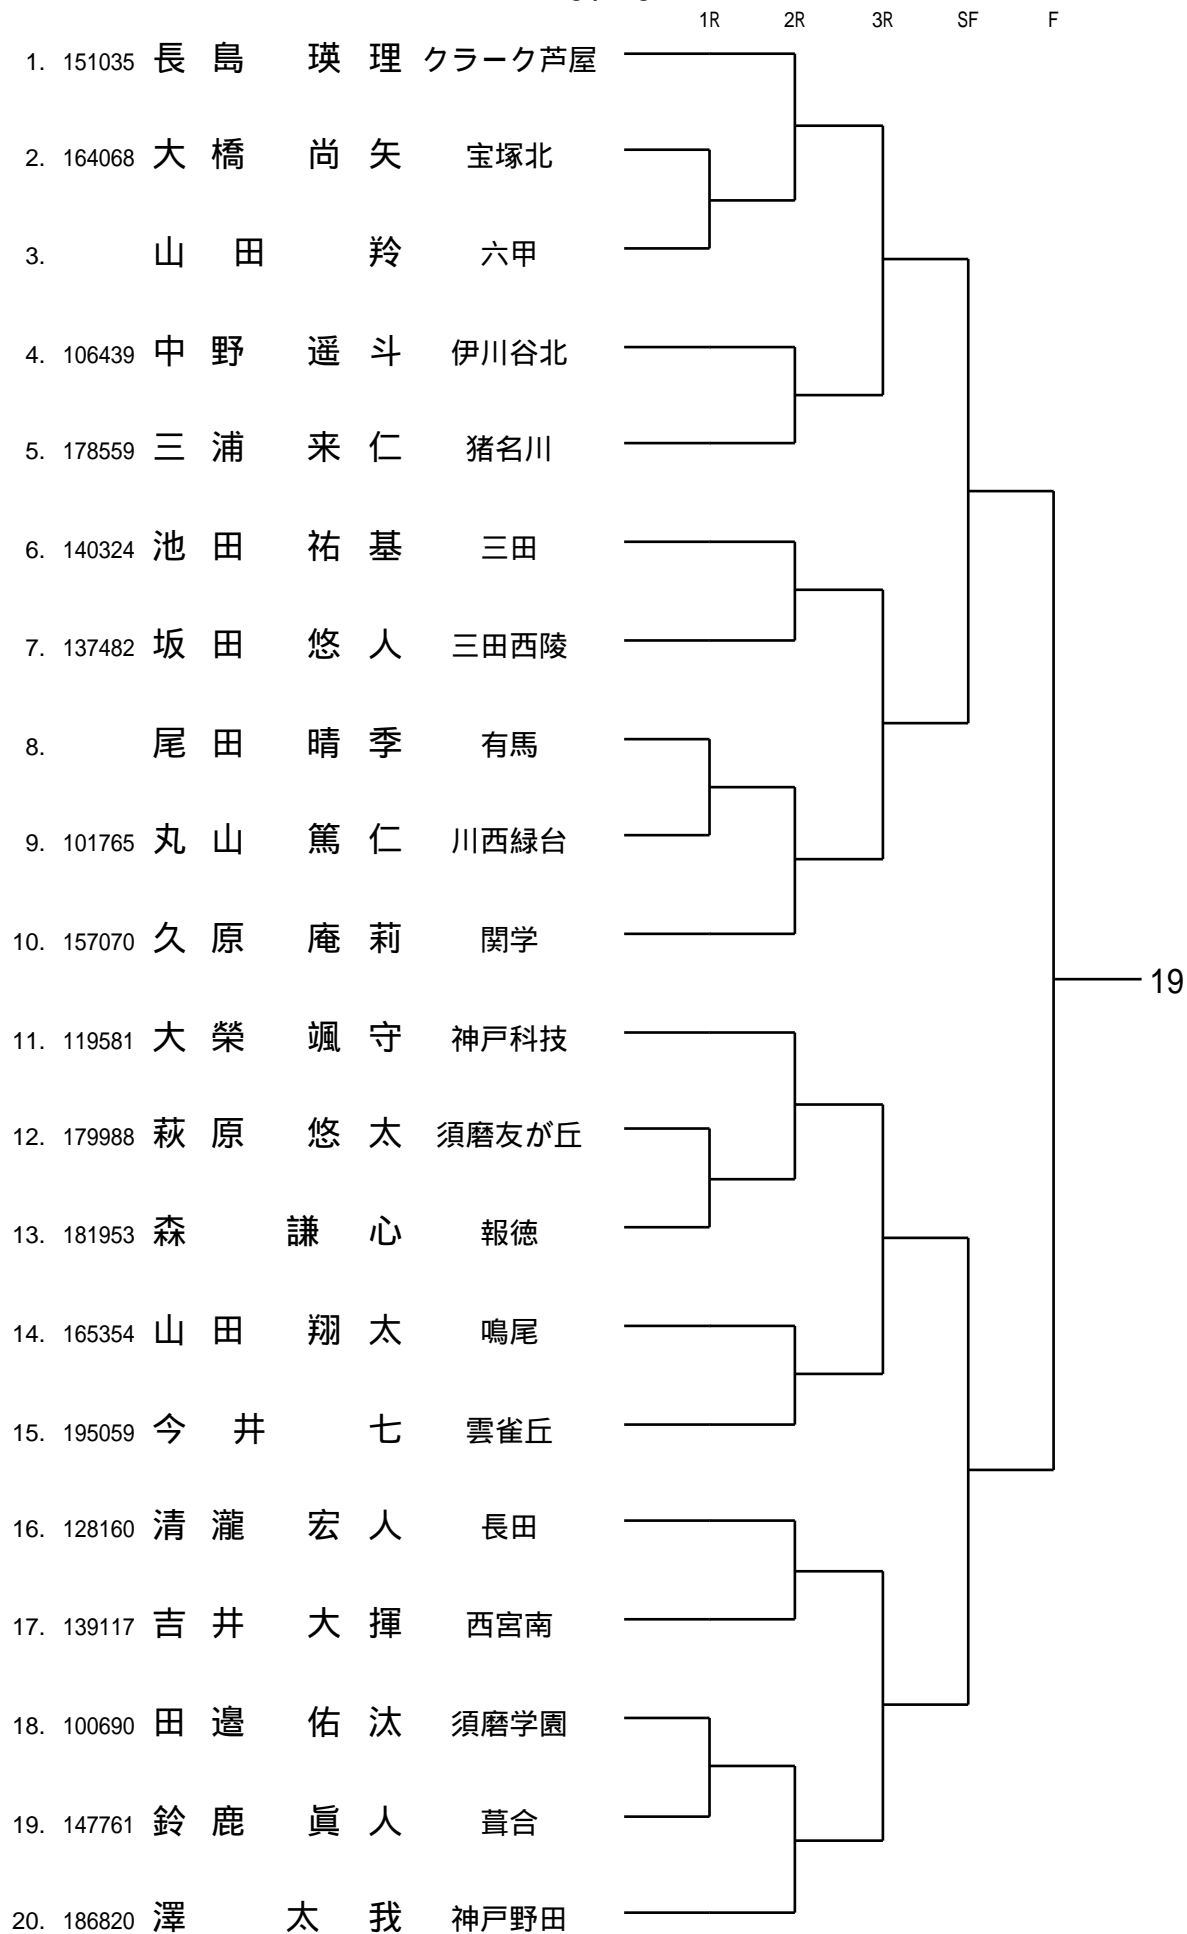 1R 2R 3R SF F
1. 151035 長島 瑛理 クラーク芦屋
2. 164068 大橋 尚矢 宝塚北
3. 山田 羚 六甲
4. 106439 中野 遥斗 伊川谷北
5. 178559 三浦 来仁 猪名川
6. 140324 池田 祐基 三田
7. 137482 坂田 悠人 三田西陵
8. 尾田 晴季 有馬
9. 101765 丸山 篤仁 川西緑台
10. 157070 久原 庵莉 関学
19
11. 119581 大榮 颯守 神戸科技
12. 179988 萩原 悠太 須磨友が丘
13. 181953 森 謙心 報徳
14. 165354 山田 翔太 鳴尾
15. 195059 今井 七 雲雀丘
16. 128160 清瀧 宏人 長田
17. 139117 吉井 大揮 西宮南
18. 100690 田邉 佑汰 須磨学園
19. 147761 鈴鹿 眞人 葺合
20. 186820 澤 太我 神戸野田